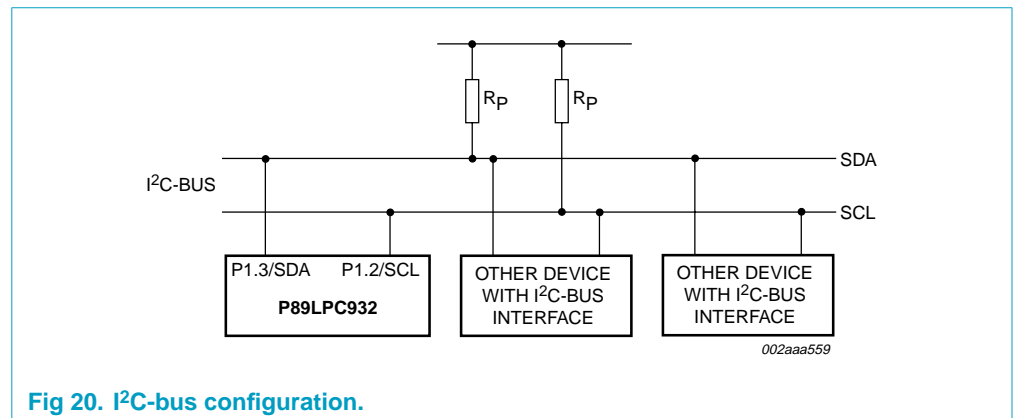 RP RP
SDA
I2C-BUS
SCL
P1.3/SDA P1.2/SCL
P89LPC932
OTHER DEVICE
WITH I2C-BUS
INTERFACE
OTHER DEVICE
WITH I2C-BUS
INTERFACE
002aaa559
Fig 20. I2C-bus configuration.